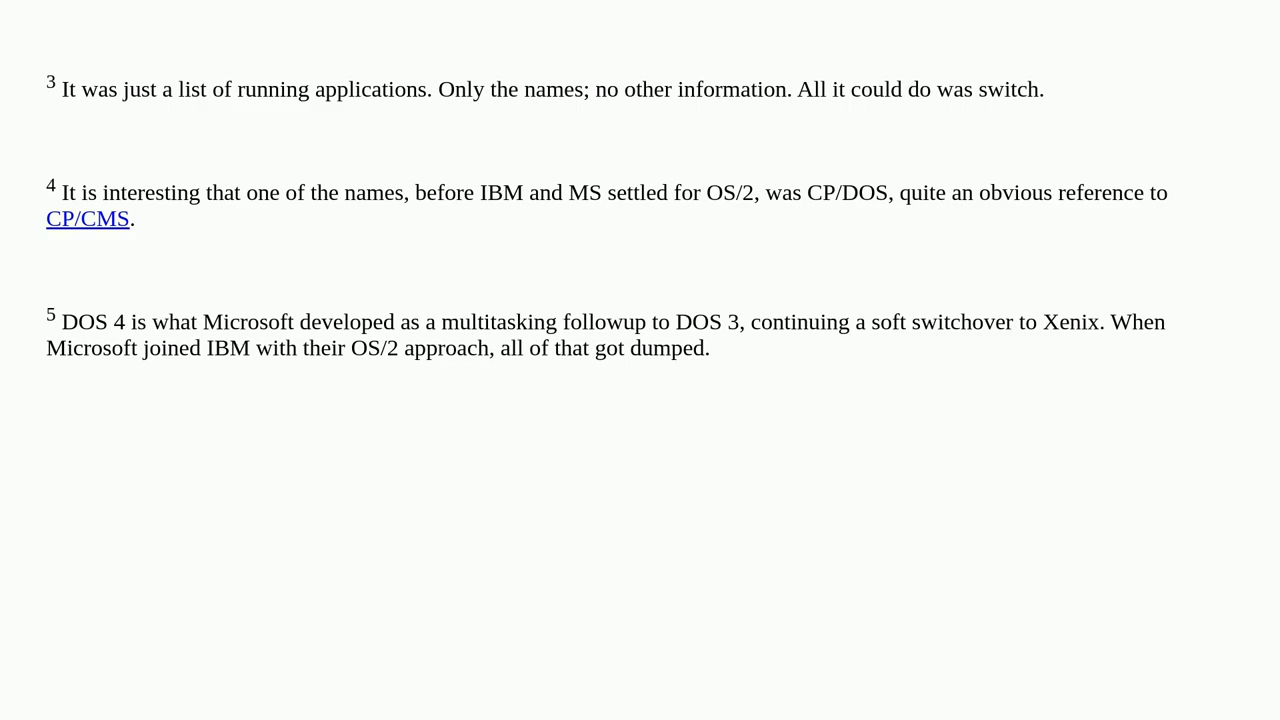 3 It was just a list of running applications. Only the names; no other information. All it could do was switch.
4 It is interesting that one of the names, before IBM and MS settled for OS/2, was CP/DOS, quite an obvious reference to
CP/CMS.
5 DOS 4 is what Microsoft developed as a multitasking followup to DOS 3, continuing a soft switchover to Xenix. When
Microsoft joined IBM with their OS/2 approach, all of that got dumped.